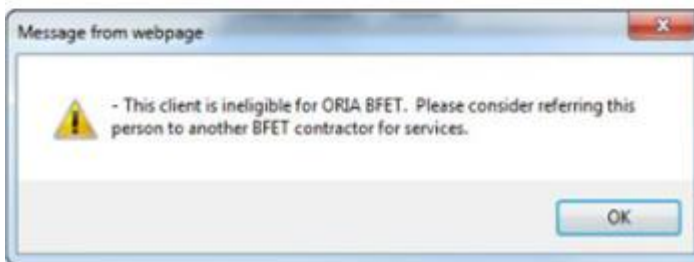 Message from webpage
- This client is ineligible for ORIA BFET.  Please consider referring this
person to another BFET contractor for services.
OK